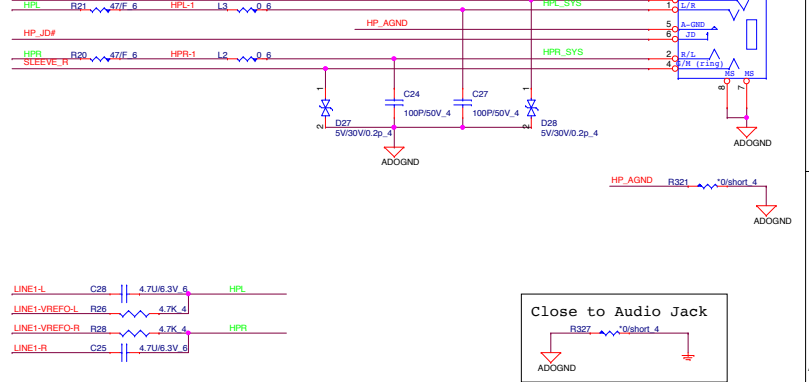 HPL R21 47/F_6 HPL-1 L3 0_6 HPL_SYS 1 L/R
HP_AGND 5 A-GND
HP_JD# 6 JD
HPR R20 47/F_6 HPR-1 L2 0_6 HPR_SYS 2 R/L
SLEEVE_R 4 G/M (ring)
MS MS
8 7
1 C24 C27 1
100P/50V_4 100P/50V_4
2 D27 2 D28
5V/30V/0.2p_4 5V/30V/0.2p_4
ADOGND
ADOGND
HP_AGND R321 *0/short_4
ADOGND
LINE1-L C28 4.7U/6.3V_6 HPL
LINE1-VREFO-L R26 4.7K_4
LINE1-VREFO-R R28 4.7K_4 HPR
LINE1-R C25 4.7U/6.3V_6
Close to Audio Jack
R327 *0/short_4
ADOGND